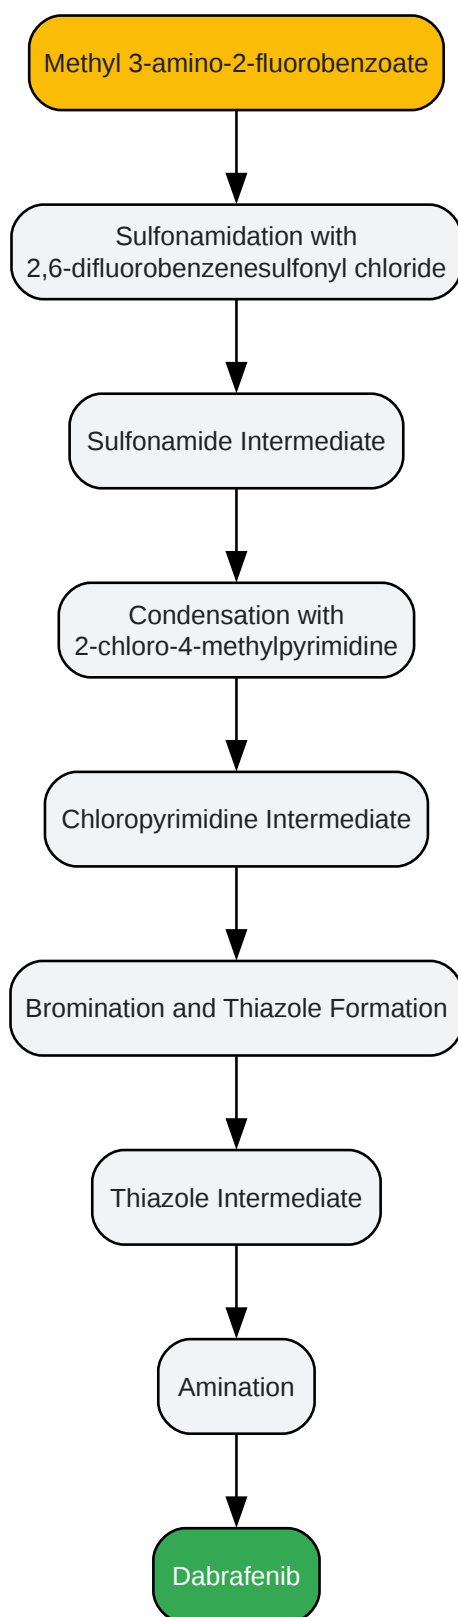 Methyl 3-amino-2-fluorobenzoate
Sulfonamidation with
2,6-difluorobenzenesulfonyl chloride
Sulfonamide Intermediate
Condensation with
2-chloro-4-methylpyrimidine
Chloropyrimidine Intermediate
Bromination and Thiazole Formation
Thiazole Intermediate
Amination
Dabrafenib